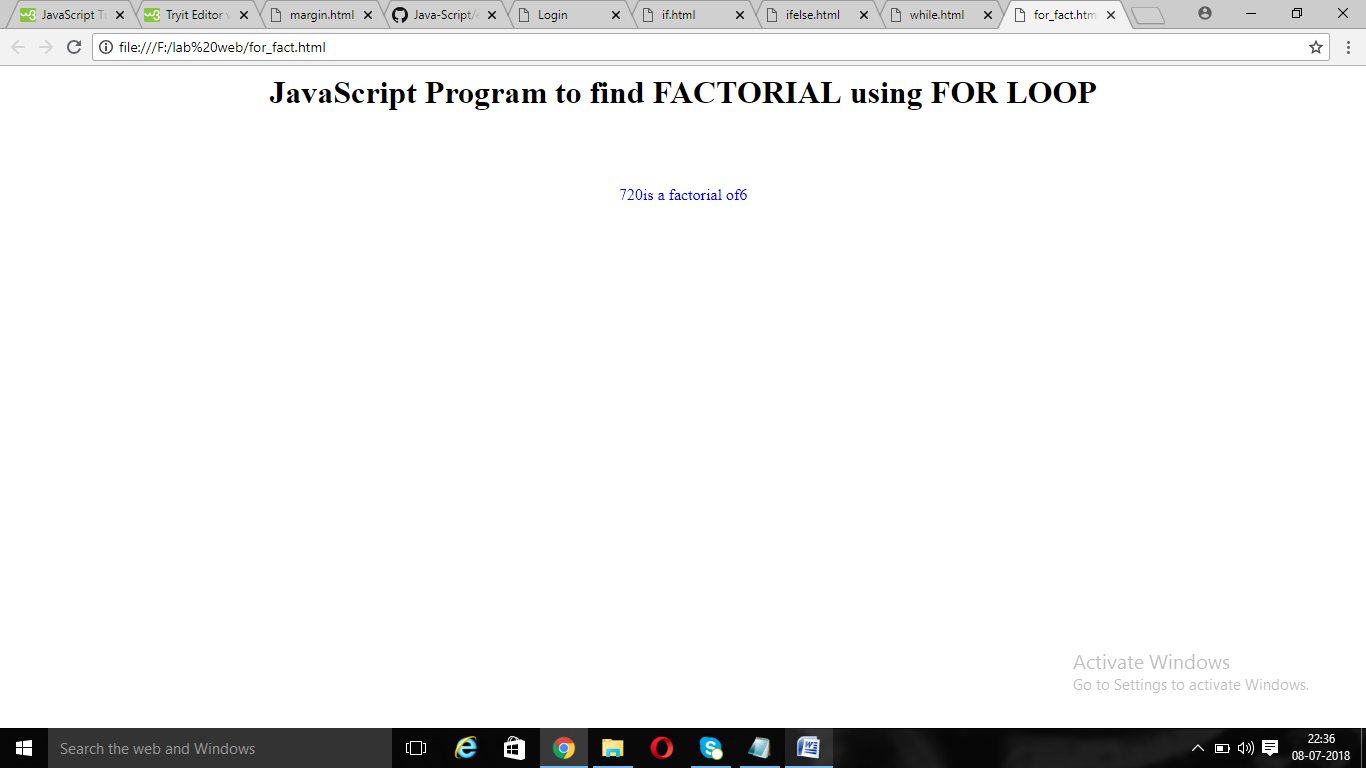 JavaScript T
Tryit Editor v
margin.html
Java-Script/
Login
if.html
ifelse.html
while.html
for_fact.htm
file:///F:/lab%20web/for_fact.html
JavaScript Program to find FACTORIAL using FOR LOOP
720is a factorial of6
Activate Windows
Go to Settings to activate Windows.
Search the web and Windows
22:36
08-07-2018